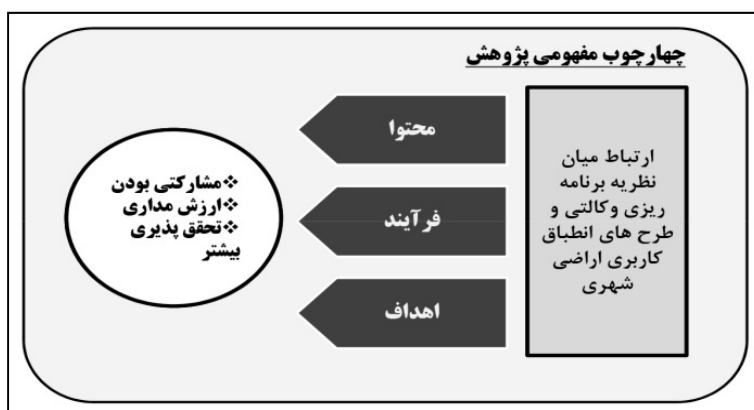 چهارچوب مفهومی پژوهش
ارتباط میان
نظریه برنامه
ریزی وکالتی و
طرح های انطباق
کاربری اراضی
شهری
محتوا
فرآیند
اهداف
❖مشارکتی بودن
❖ارزش مداری
❖تحقق پذیری
بیشتر